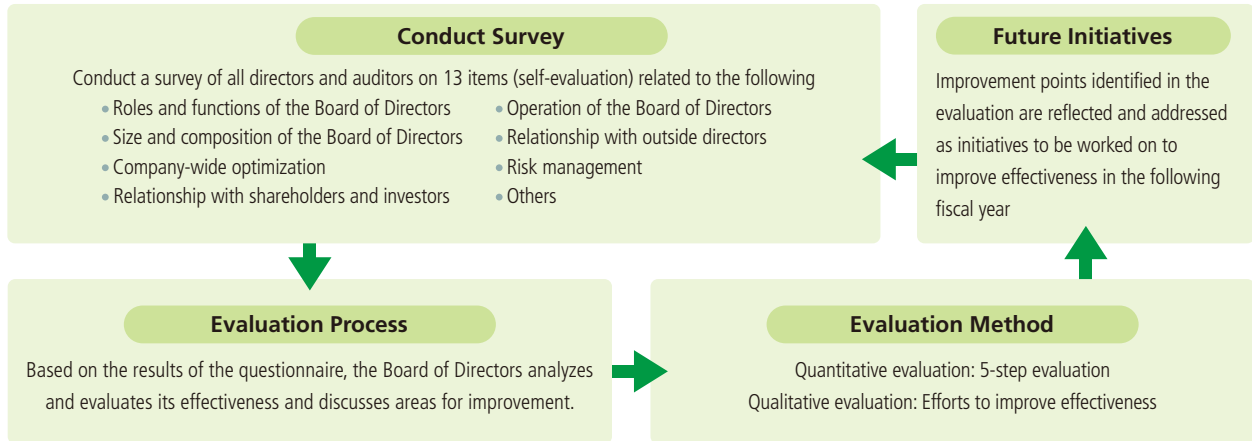 Conduct Survey
Conduct a survey of all directors and auditors on 13 items (self-evaluation) related to the following
• Roles and functions of the Board of Directors
• Size and composition of the Board of Directors
• Company-wide optimization
• Relationship with shareholders and investors
• Operation of the Board of Directors
• Relationship with outside directors
• Risk management
• Others
Evaluation Process
Based on the results of the questionnaire, the Board of Directors analyzes
and evaluates its effectiveness and discusses areas for improvement.
Evaluation Method
Quantitative evaluation: 5-step evaluation
Qualitative evaluation: Efforts to improve effectiveness
Future Initiatives
Improvement points identified in the
evaluation are reflected and addressed
as initiatives to be worked on to
improve effectiveness in the following
fiscal year